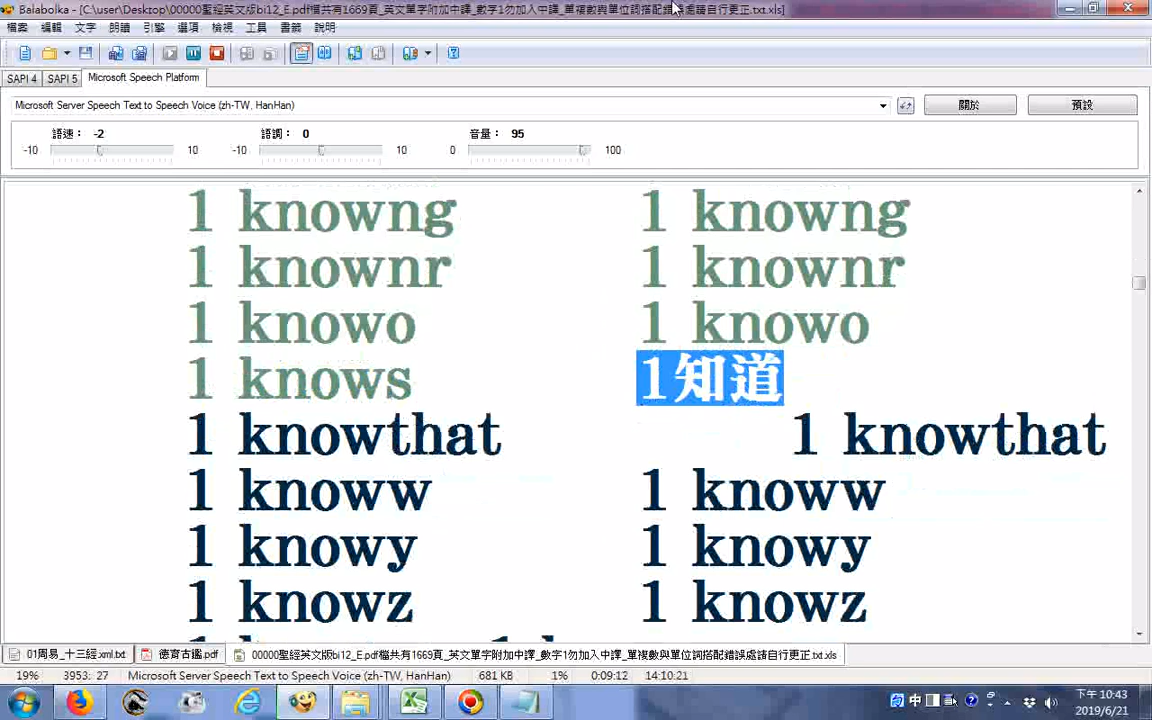 Balabolka - [C:\user\Desktop\00000聖經英文版bi12_E.pdf檔共有1669頁_英文單字附加中譯_數字1勿加入中譯_單複數與單位詞搭配錯誤處請自行更正.txt.xls]
檔案 編輯 文字 朗讀 引擎 選項 檢視 工具 書籤 說明
SAPI 4 SAPI 5 Microsoft Speech Platform
Microsoft Server Speech Text to Speech Voice (zh-TW, HanHan) 關於 預設
語速： -2 語調： 0 音量： 95
-10 10 -10 10 0 100
1 knowng 1 knowng
1 knownr 1 knownr
1 knowo 1 knowo
1 knows 1知道
1 knowthat 1 knowthat
1 knoww 1 knoww
1 knowy 1 knowy
1 knowz 1 knowz
01周易_十三經.xml.txt 德育古鑑.pdf 00000聖經英文版bi12_E.pdf檔共有1669頁_英文單字附加中譯_數字1勿加入中譯_單複數與單位詞搭配錯誤處請自行更正.txt.xls
19% 3953: 27 Microsoft Server Speech Text to Speech Voice (zh-TW, HanHan) 681 KB 1% 0:09:12 14:10:21
中 下午 10:43
2019/6/21